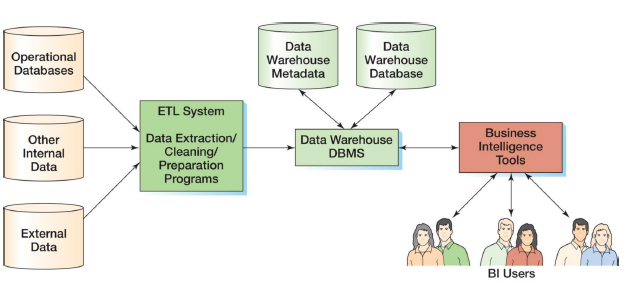 Operational
Databases
Other
Internal
Data
External
Data
ETL System
Data Extraction/
Cleaning/
Preparation
Programs
Data
Warehouse
Metadata
Data
Warehouse
Database
Data Warehouse
DBMS
Business
Intelligence
Tools
BI Users